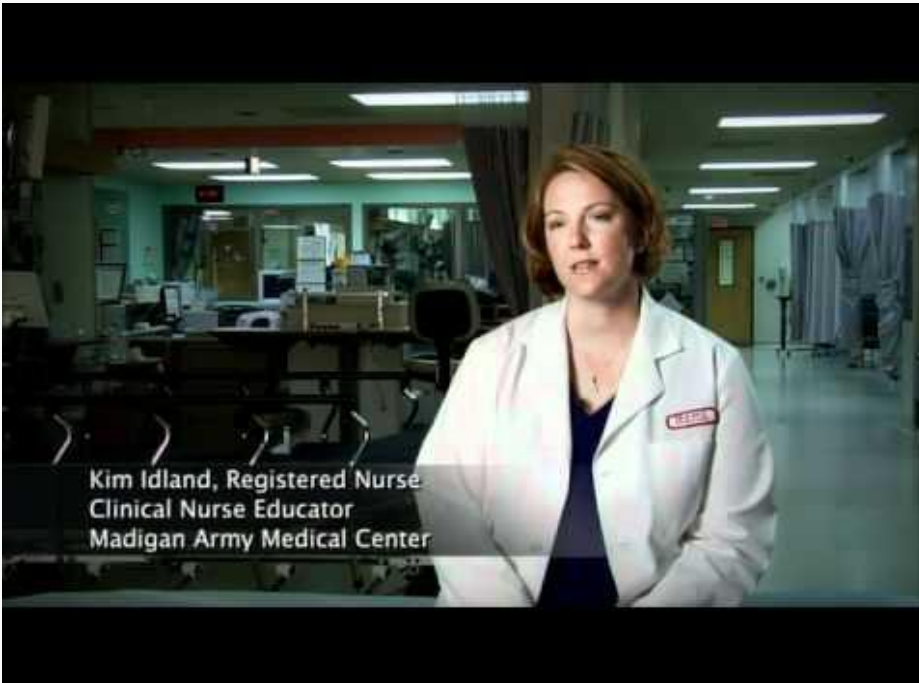 Kim Idland, Registered Nurse
Clinical Nurse Educator
Madigan Army Medical Center